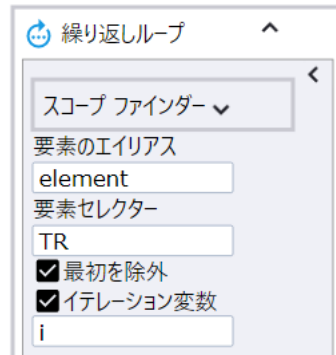 繰り返しループ
スコープ ファインダー
要素のエイリアス
element
要素セレクター
TR
最初を除外
イテレーション変数
i